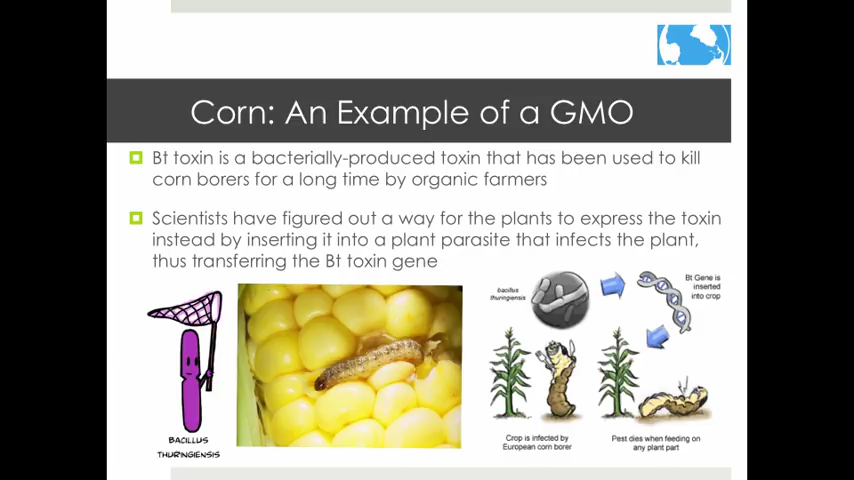 Corn: An Example of a GMO
Bt toxin is a bacterially-produced toxin that has been used to kill
corn borers for a long time by organic farmers
Scientists have figured out a way for the plants to express the toxin
instead by inserting it into a plant parasite that infects the plant,
thus transferring the Bt toxin gene
BACILLUS
THURINGIENSIS
bacillus
thuringiensis
Bt Gene is
inserted
into crop
Crop is infected by
European corn borer
Pest dies when feeding on
any plant part